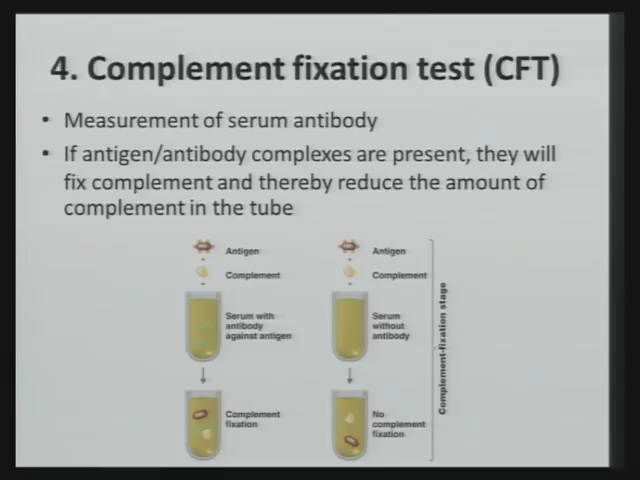 4. Complement fixation test (CFT)
• Measurement of serum antibody
• If antigen/antibody complexes are present, they will
fix complement and thereby reduce the amount of
complement in the tube
Antigen
+
Complement
+
Serum with
antibody
against antigen
Complement
fixation
Antigen
+
Complement
+
Serum
without
antibody
No
complement
fixation
Complement-fixation stage